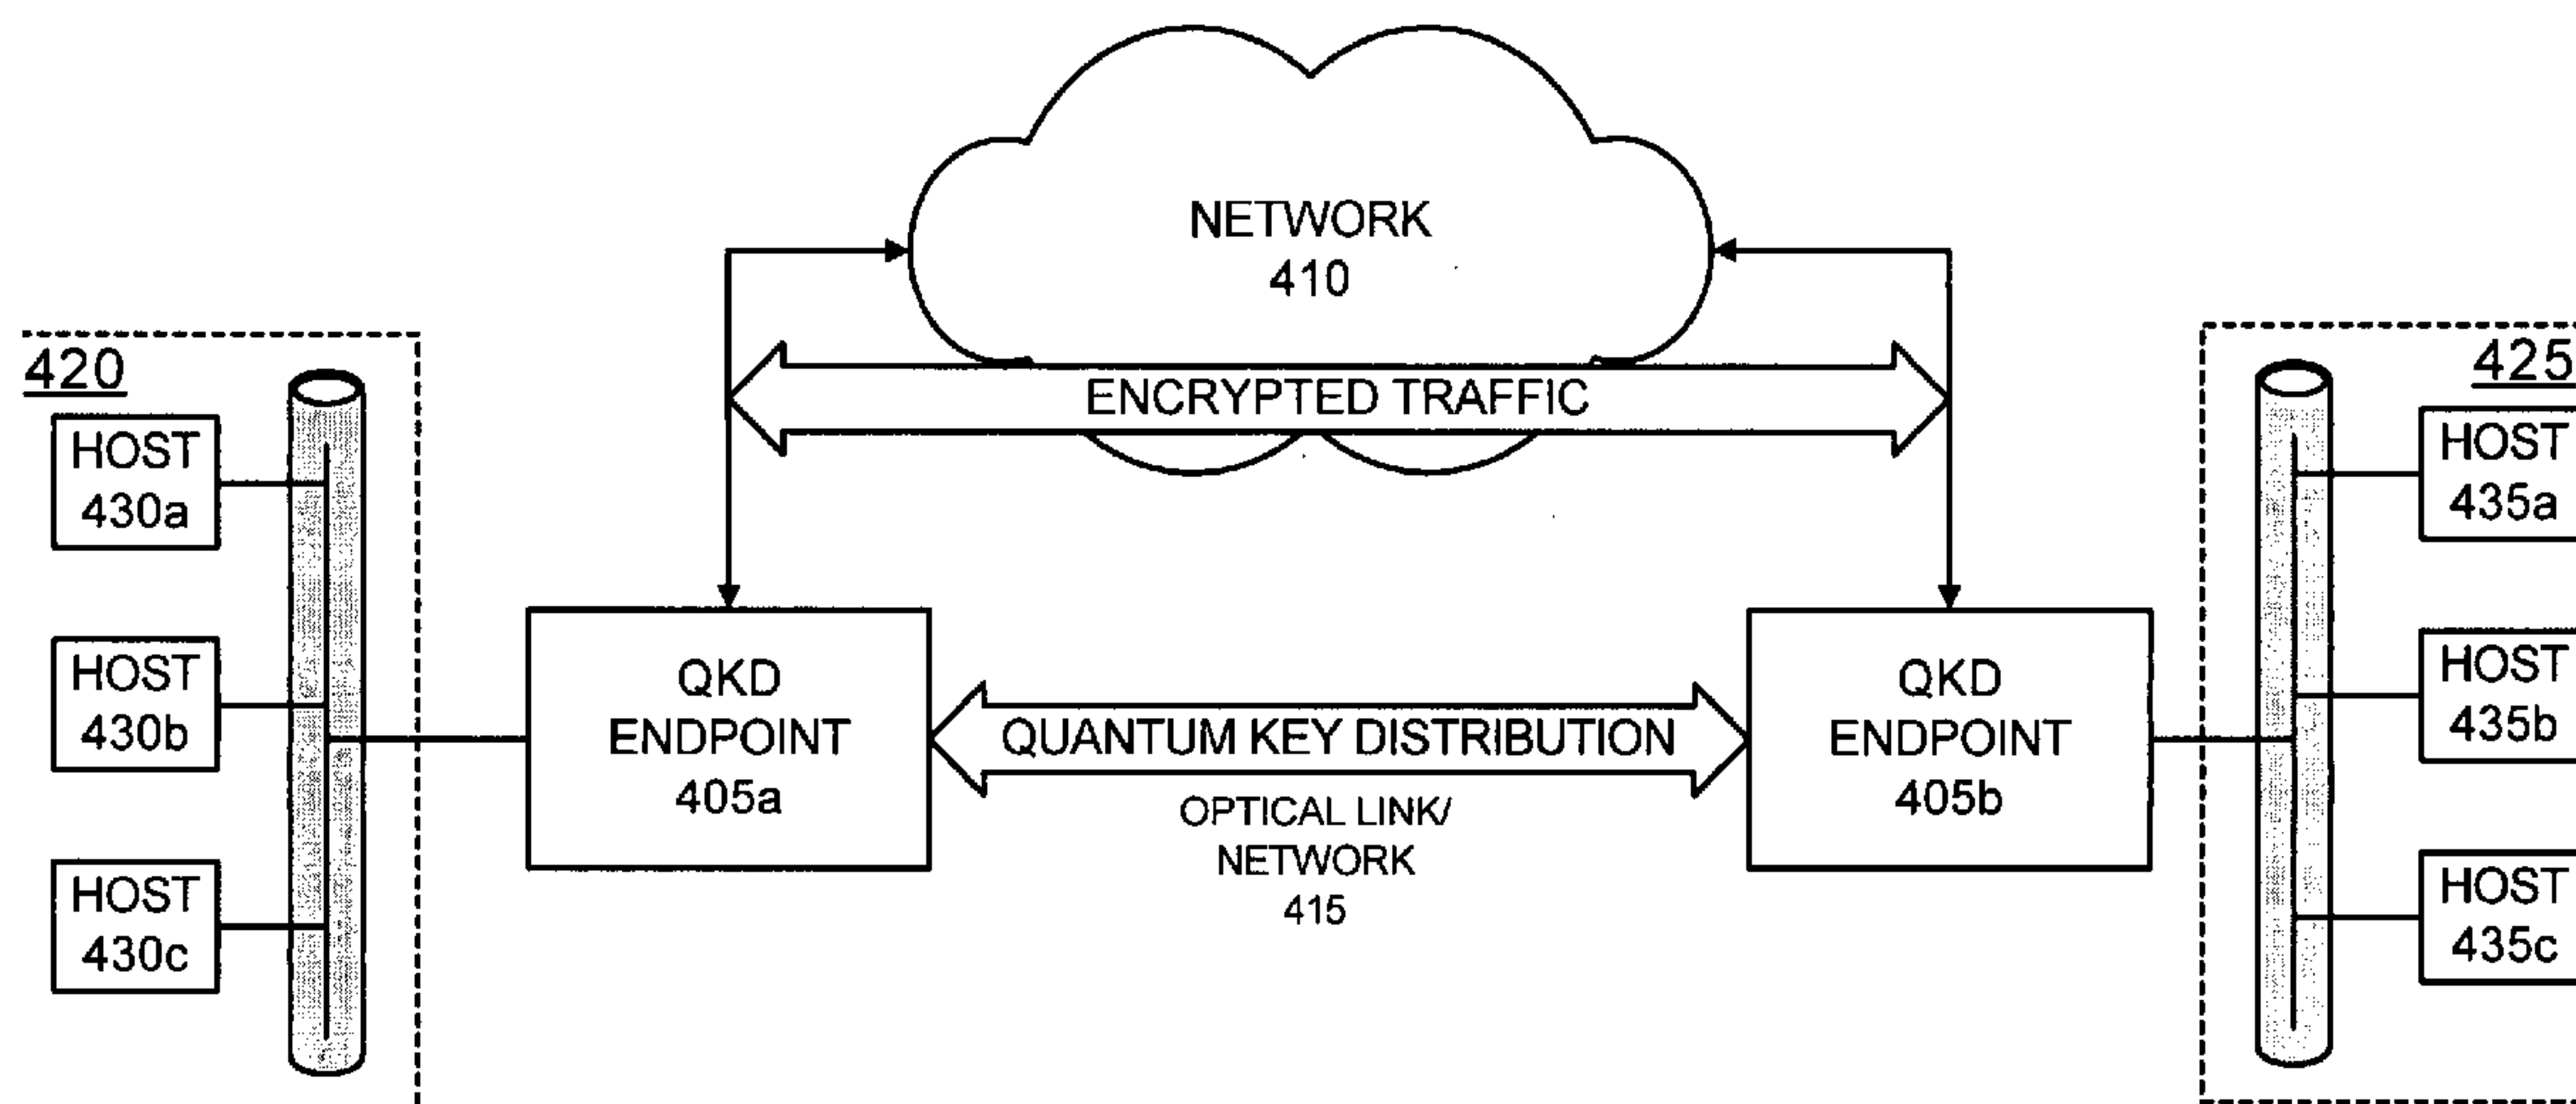 NETWORK
410
ENCRYPTED TRAFFIC
420
HOST
430a
HOST
430b
HOST
430c
QKD
ENDPOINT
405a
QUANTUM KEY DISTRIBUTION
OPTICAL LINK/
NETWORK
415
QKD
ENDPOINT
405b
425
HOST
435a
HOST
435b
HOST
435c